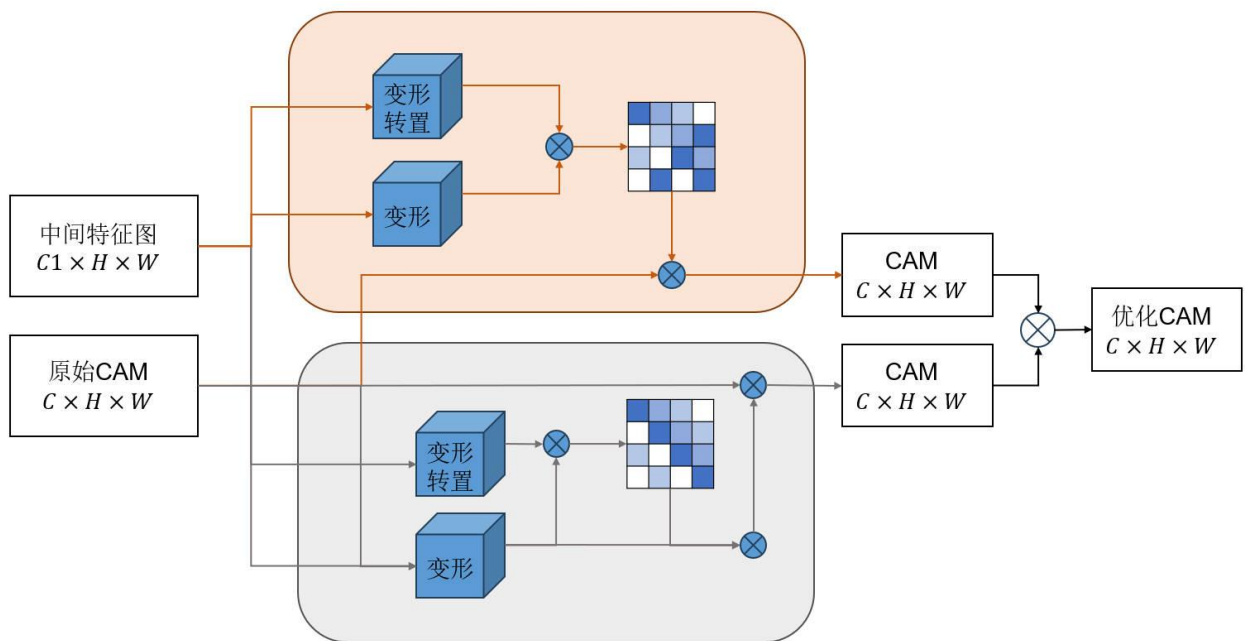 变形
转置
变形
中间特征图
C1 × H × W
原始CAM
C × H × W
变形
转置
变形
CAM
C × H × W
CAM
C × H × W
优化CAM
C × H × W